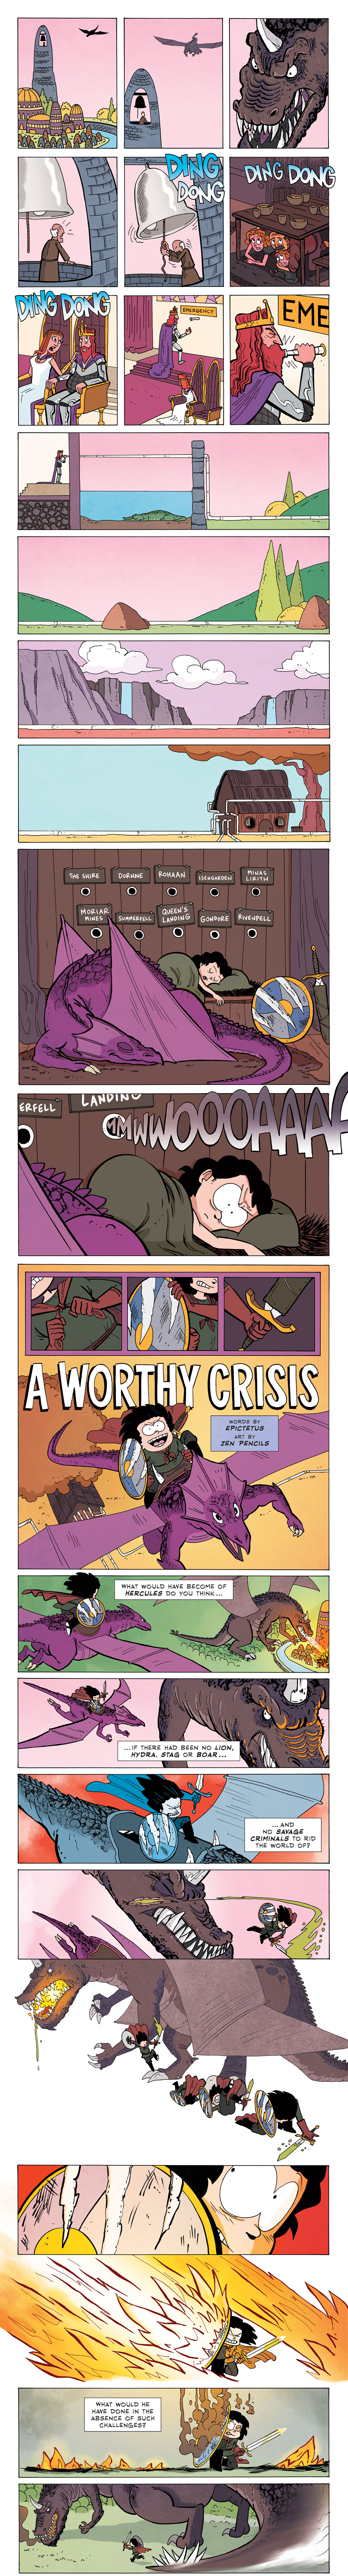 DING
DONG
DING DONG
DING DONG
EMERGENCY
EME
THE SHIRE
DORNNE
ROHAAN
ISENGARDEN
MINAS
LIRITH
MORIAR
MINES
SUMMERFELL
QUEEN'S
LANDING
GONDORE
RIVENPELL
ERFELL
LANDING
MMWWOOOAAAA
A WORTHY CRISIS
WORDS BY
EPICTETUS
ART BY
ZEN PENCILS
WHAT WOULD HAVE BECOME OF
HERCULES DO YOU THINK...
...IF THERE HAD BEEN NO LION,
HYDRA, STAG OR BOAR...
...AND
NO SAVAGE
CRIMINALS TO RID
THE WORLD OF?
WHAT WOULD HE
HAVE DONE IN THE
ABSENCE OF SUCH
CHALLENGES?